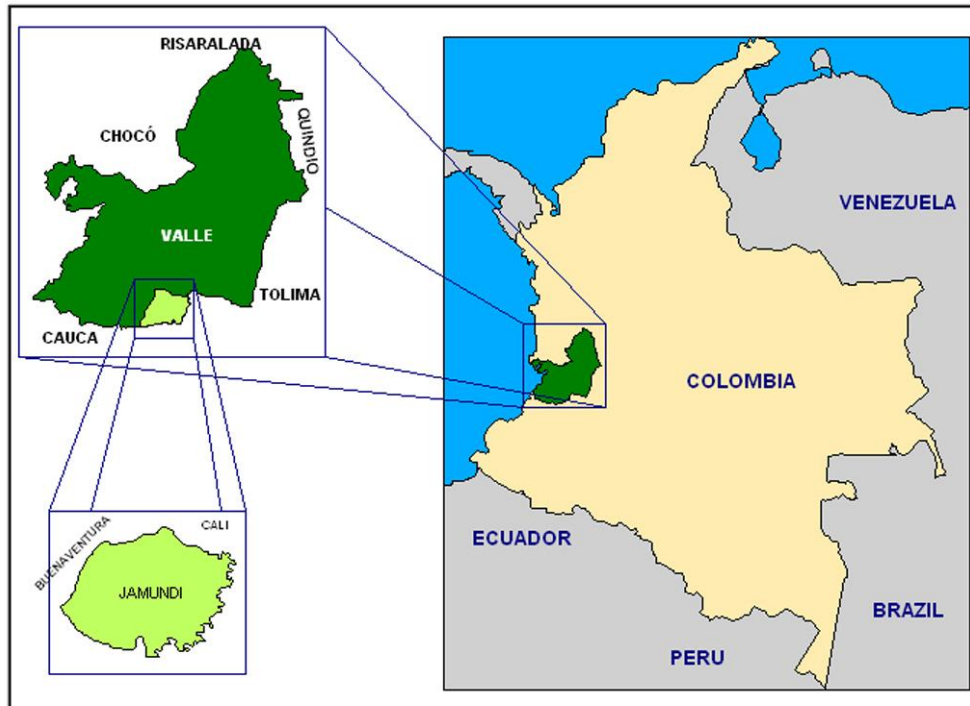 RISARALADA
CHOCÓ
QUINDIO
VALLE
TOLIMA
CAUCA
BUENAVENTURA
CALI
JAMUNDI
VENEZUELA
COLOMBIA
ECUADOR
BRAZIL
PERU